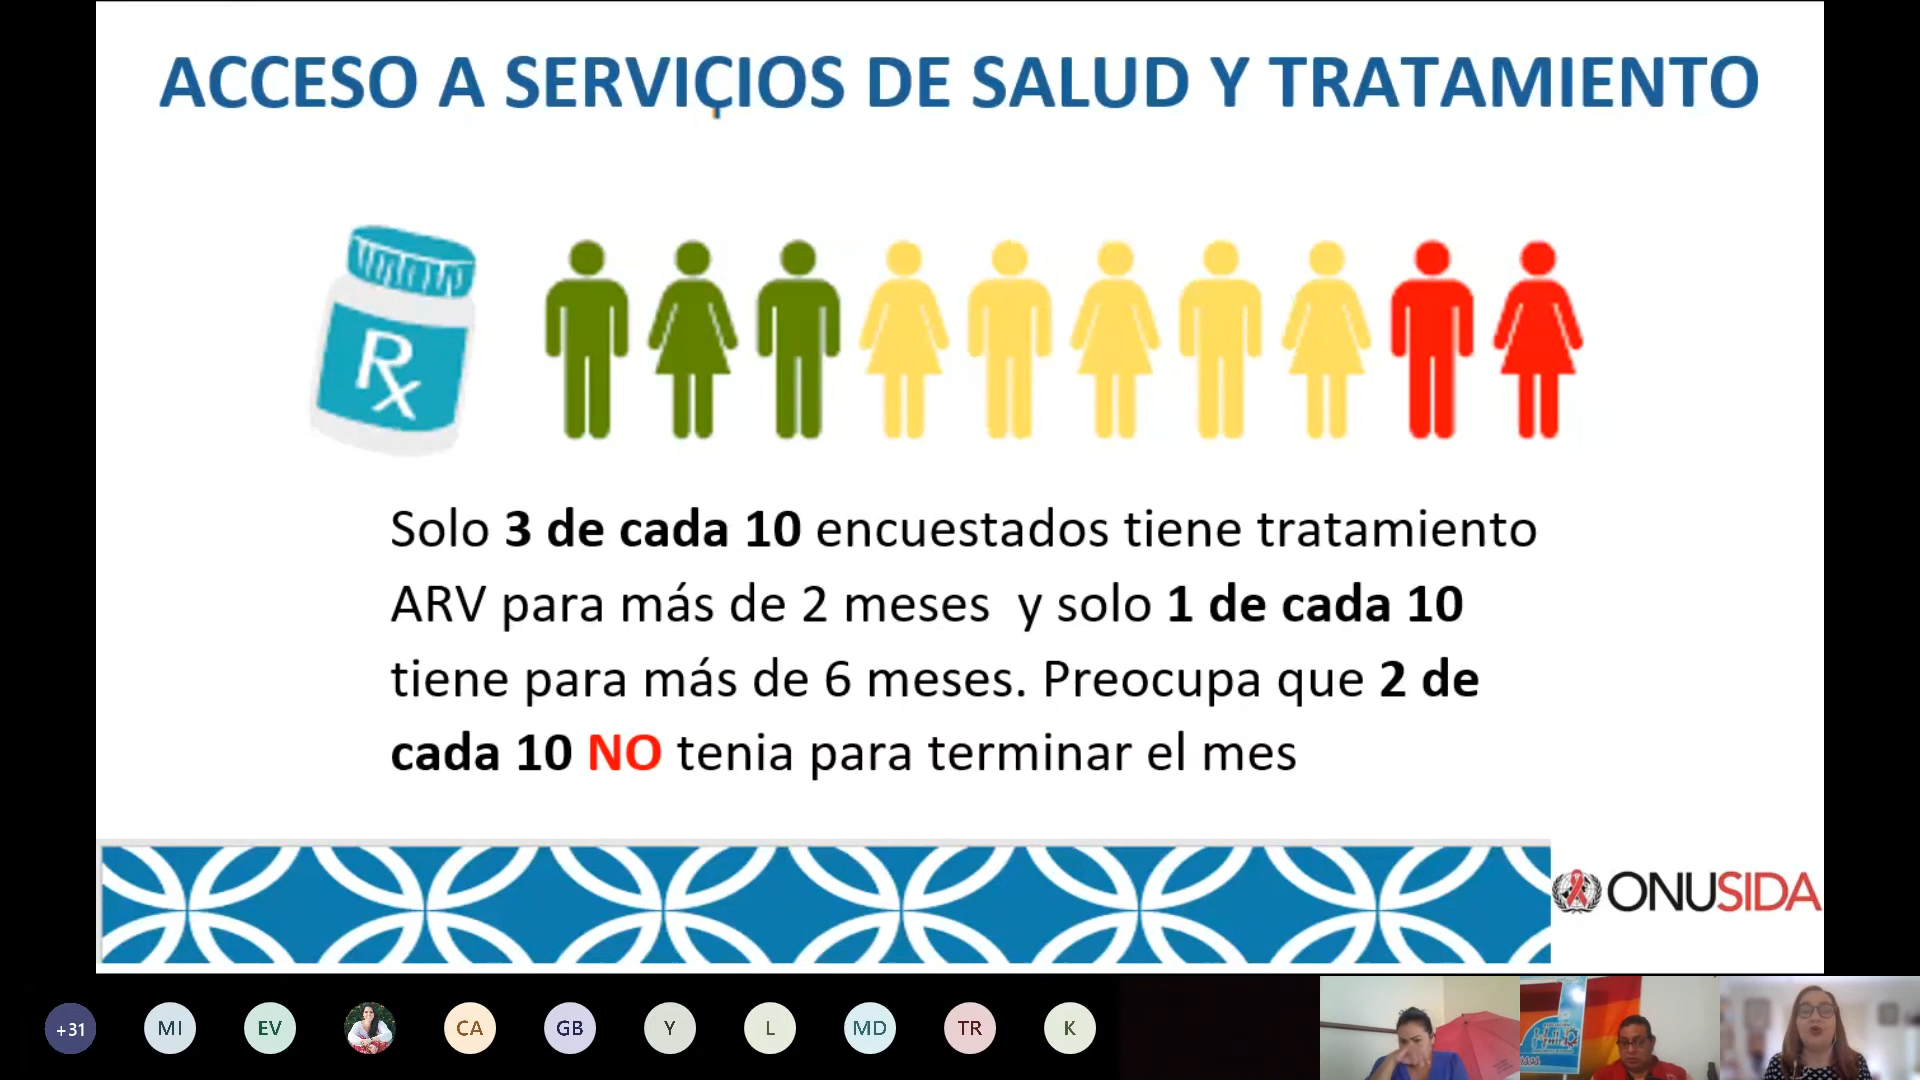 ACCESO A SERVICIOS DE SALUD Y TRATAMIENTO
Rx
Solo 3 de cada 10 encuestados tiene tratamiento
ARV para más de 2 meses y solo 1 de cada 10
tiene para más de 6 meses. Preocupa que 2 de
cada 10 NO tenia para terminar el mes
ONUSIDA
+31 MI EV CA GB Y L MD TR K